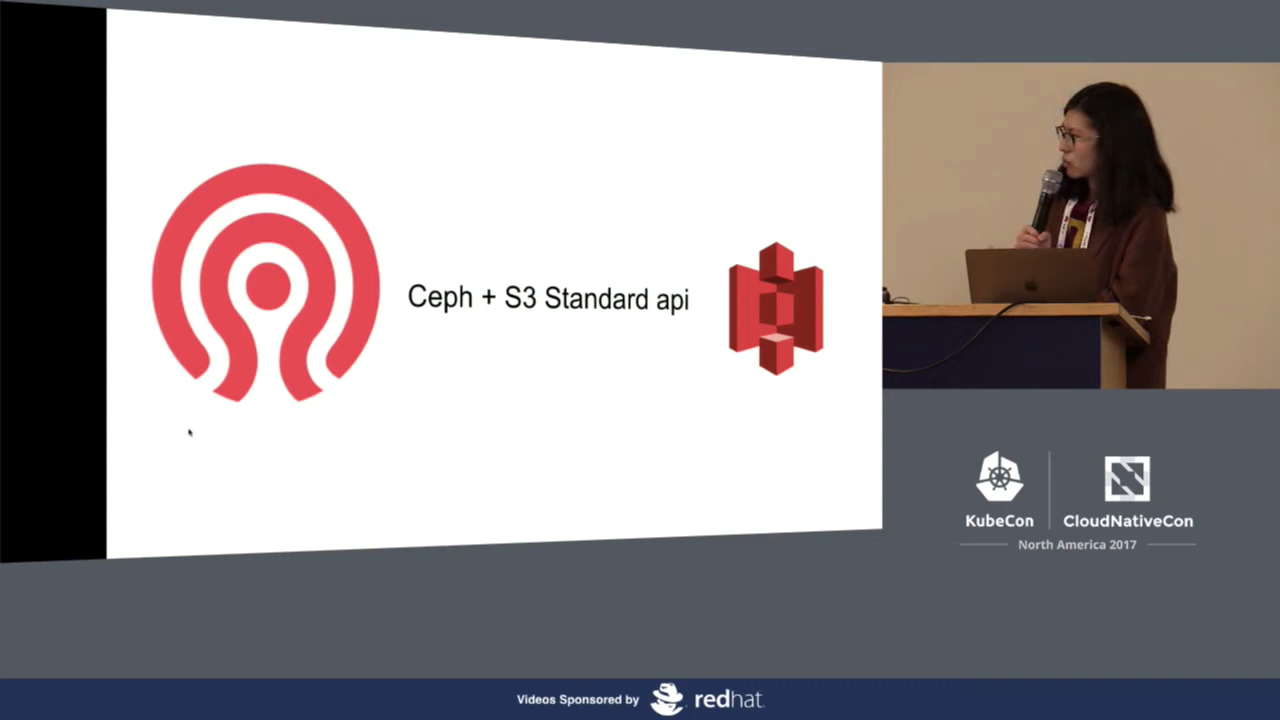 Ceph + S3 Standard api
KubeCon
CloudNativeCon
North America 2017
Videos Sponsored by
redhat.